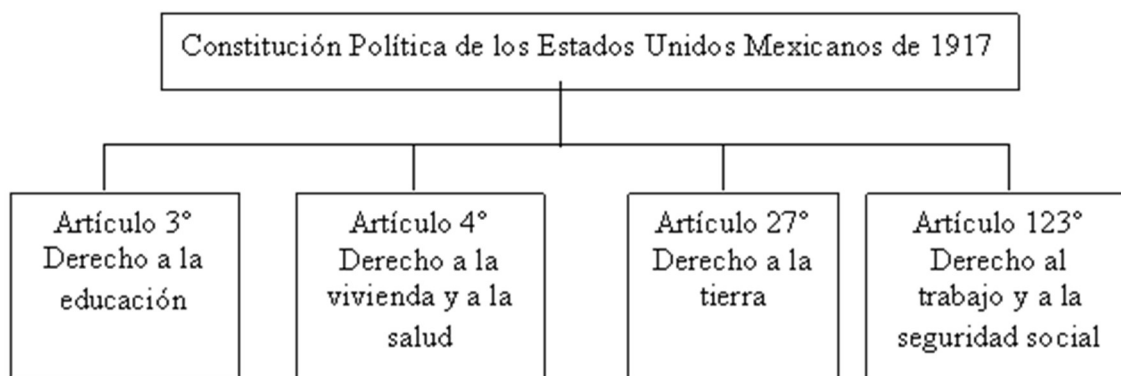 Constitución Política de los Estados Unidos Mexicanos de 1917
Artículo 3°
Derecho a la
educación
Artículo 4°
Derecho a la
vivienda y a la
salud
Artículo 27°
Derecho a la
tierra
Artículo 123°
Derecho al
trabajo y a la
seguridad social